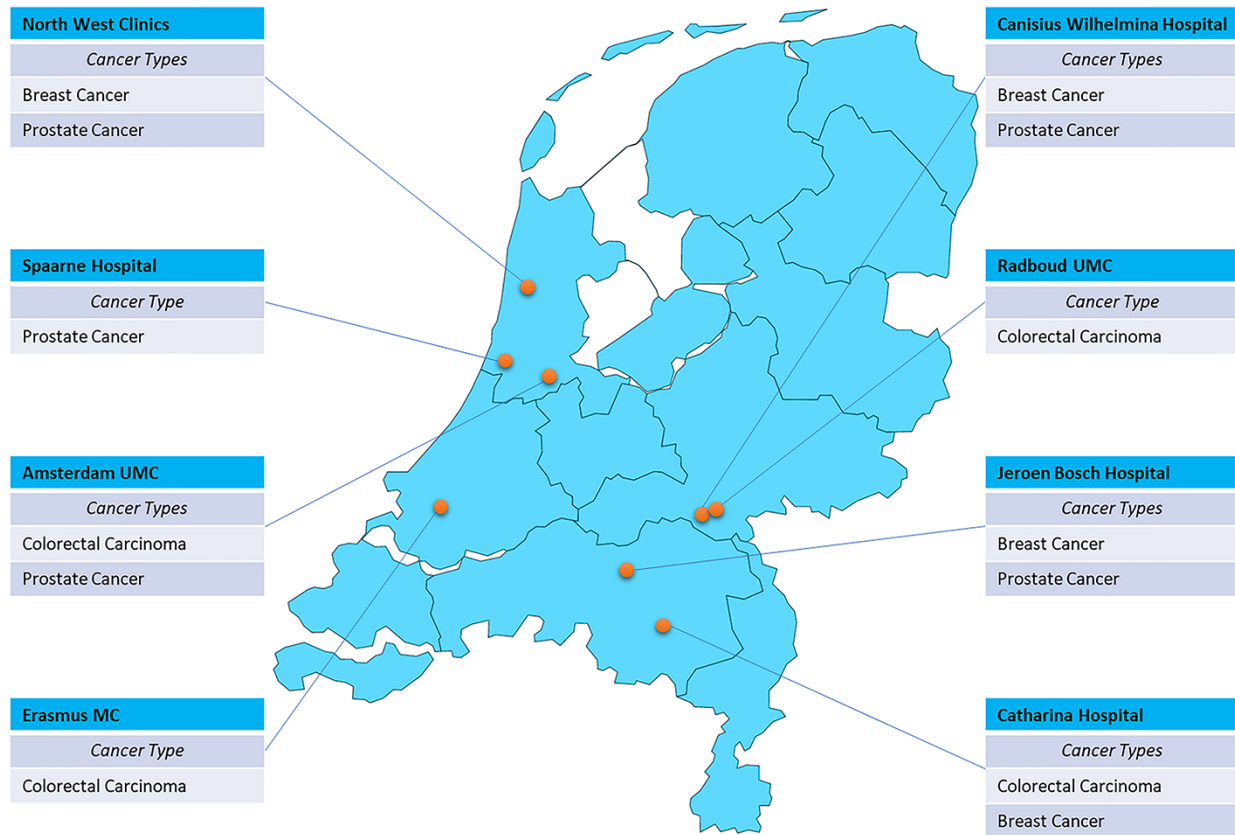 North West Clinics
Cancer Types
Breast Cancer
Prostate Cancer
Spaarne Hospital
Cancer Type
Prostate Cancer
Amsterdam UMC
Cancer Types
Colorectal Carcinoma
Prostate Cancer
Erasmus MC
Cancer Type
Colorectal Carcinoma
Canisius Wilhelmina Hospital
Cancer Types
Breast Cancer
Prostate Cancer
Radboud UMC
Cancer Type
Colorectal Carcinoma
Jeroen Bosch Hospital
Cancer Types
Breast Cancer
Prostate Cancer
Catharina Hospital
Cancer Types
Colorectal Carcinoma
Breast Cancer